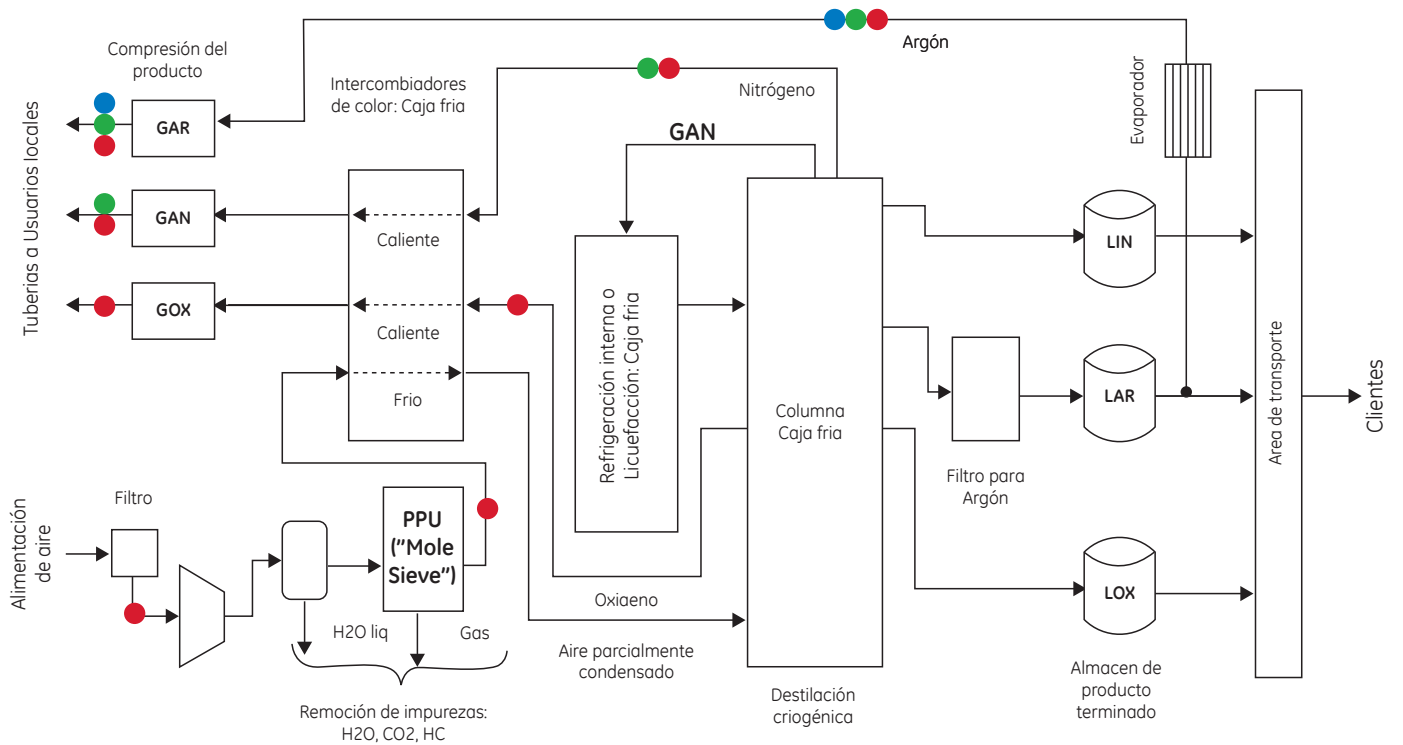 Argón
Compresión del
producto
Intercombiadores
de color: Caja fria
Nitrógeno
Evaporador
GAN
GAR
Tuberias a Usuarios locales
GAN
Caliente
LIN
GOX
Caliente
Refrigeración interna o
Licuefacción: Caja fria
Frio
Columna
Caja fria
LAR
Area de transporte
Clientes
Filtro para
Argón
Filtro
Alimentación
de aire
PPU
("Mole
Sieve")
H2O liq
Gas
Oxiaeno
LOX
Aire parcialmente
condensado
Destilación
criogénica
Almacen de
producto
terminado
Remoción de impurezas:
H2O, CO2, HC